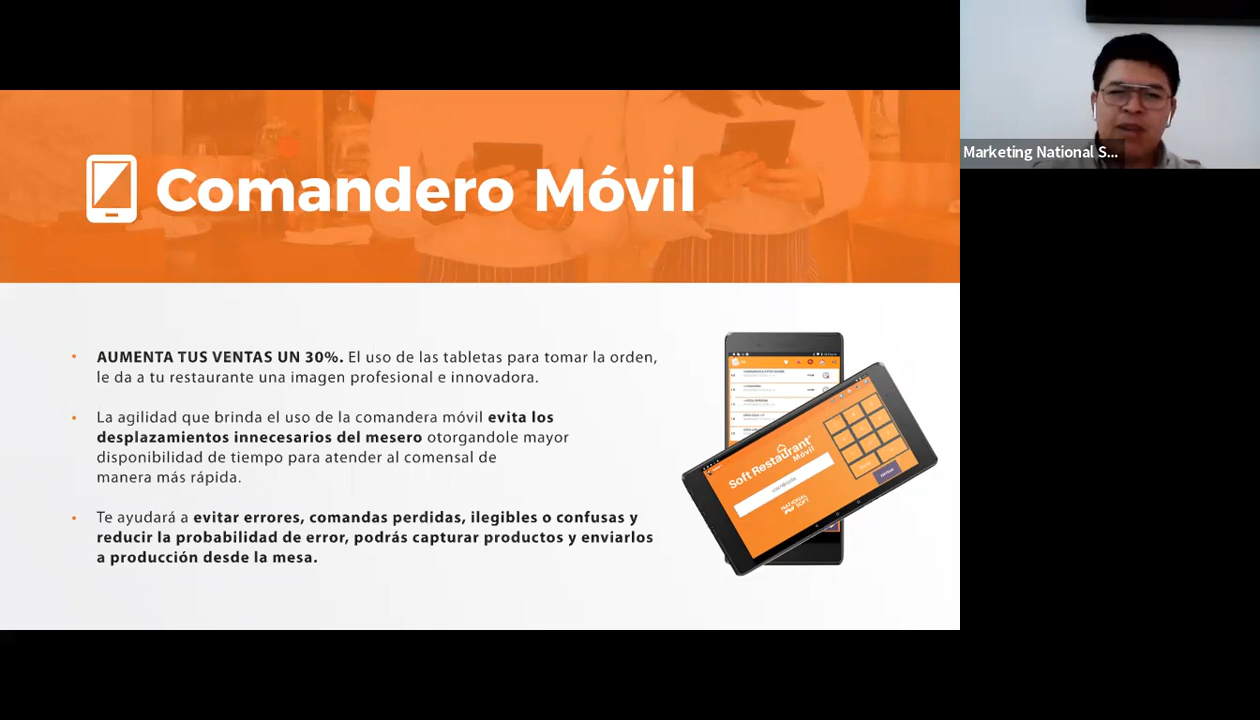 Comandero Móvil
AUMENTA TUS VENTAS UN 30%. El uso de las tabletas para tomar la orden,
le da a tu restaurante una imagen profesional e innovadora.
La agilidad que brinda el uso de la comandera móvil evita los
desplazamientos innecesarios del mesero otorgandole mayor
disponibilidad de tiempo para atender al comensal de
manera más rápida.
Te ayudará a evitar errores, comandas perdidas, ilegibles o confusas y
reducir la probabilidad de error, podrás capturar productos y enviarlos
a producción desde la mesa.
Soft Restaurant
Móvil
NATIONAL
SOFT
Marketing National S...